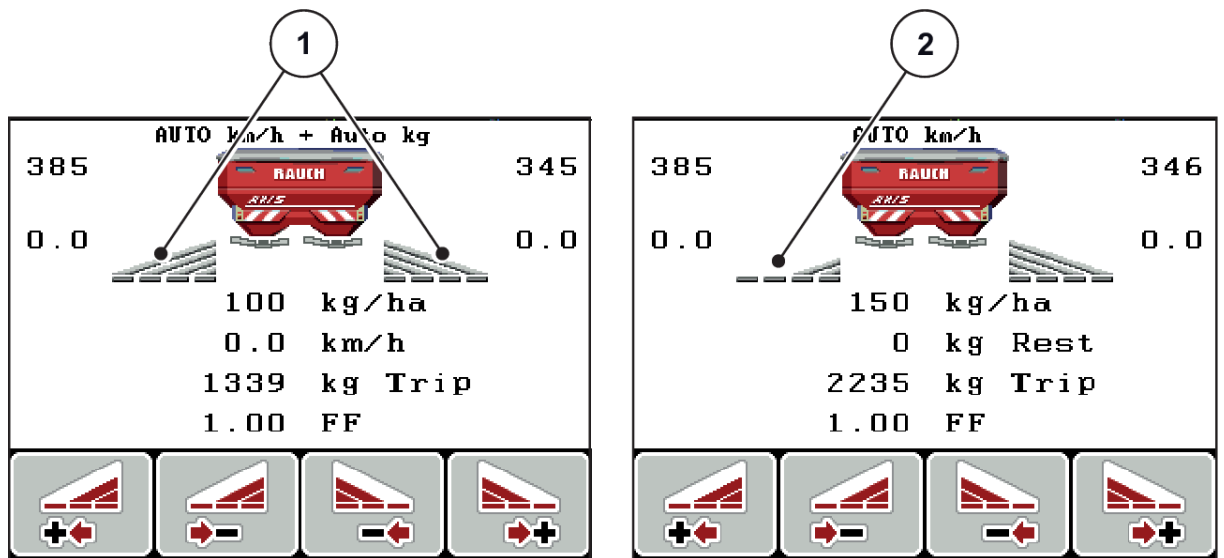 1
AUTO km/h + Auto kg
385
345
RAUCH
AXIS
0.0
0.0
100 kg/ha
0.0 km/h
1339 kg Trip
1.00 FF
2
AUTO km/h
385
346
RAUCH
AXIS
0.0
0.0
150 kg/ha
0 kg Rest
2235 kg Trip
1.00 FF